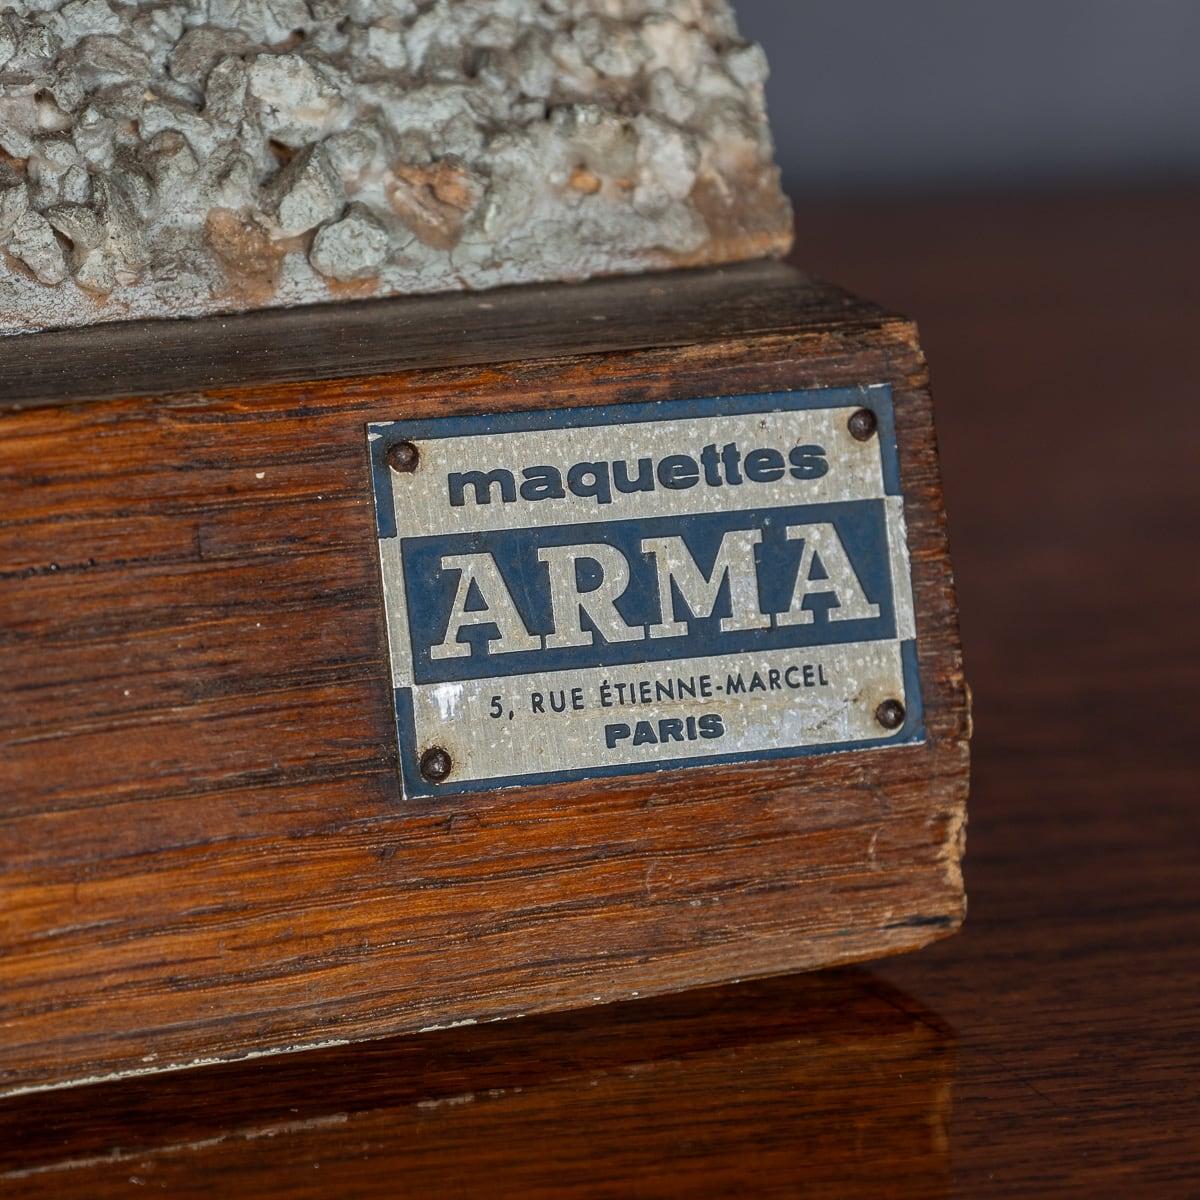 maquettes
ARMA
5, RUE ÉTIENNE-MARCEL
PARIS